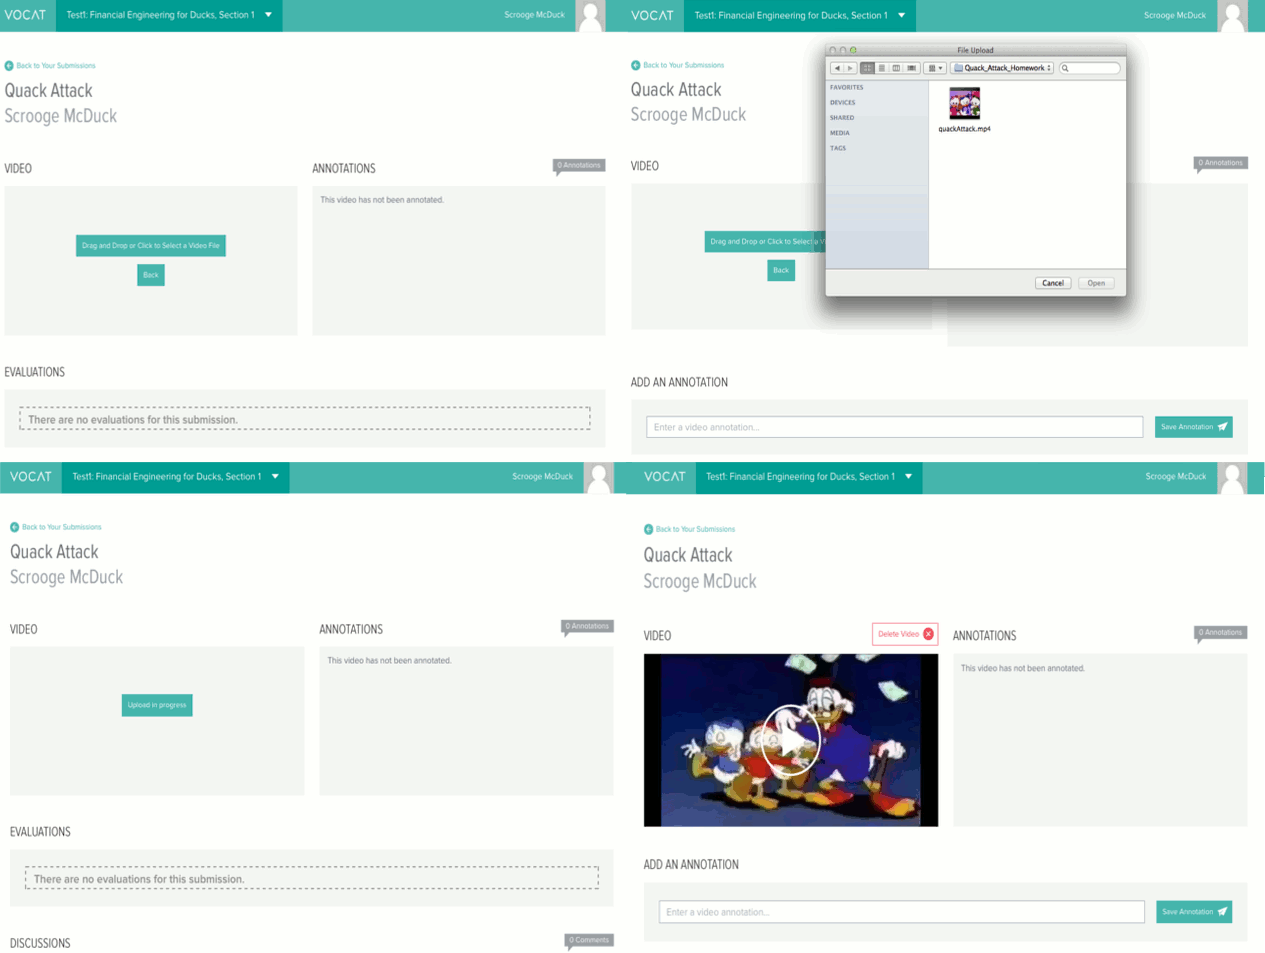 VOCAT Test1: Financial Engineering for Ducks, Section 1 Scrooge McDuck
Back to Your Submissions
Quack Attack
Scrooge McDuck
VIDEO ANNOTATIONS 0 Annotations
This video has not been annotated.
Drag and Drop or Click to Select a Video File
Back
EVALUATIONS
There are no evaluations for this submission.
VOCAT Test1: Financial Engineering for Ducks, Section 1 Scrooge McDuck
File Upload
Quack_Attack_Homework
Back to Your Submissions
Quack Attack
Scrooge McDuck
FAVORITES
DEVICES
SHARED
MEDIA
TAGS
quackAttack.mp4
VIDEO 0 Annotations
Drag and Drop or Click to Select a V
Back
Cancel Open
ADD AN ANNOTATION
Enter a video annotation... Save Annotation
VOCAT Test1: Financial Engineering for Ducks, Section 1 Scrooge McDuck
Back to Your Submissions
Quack Attack
Scrooge McDuck
VIDEO ANNOTATIONS 0 Annotations
This video has not been annotated.
Upload in progress
EVALUATIONS
There are no evaluations for this submission.
DISCUSSIONS 0 Comments
VOCAT Test1: Financial Engineering for Ducks, Section 1 Scrooge McDuck
Back to Your Submissions
Quack Attack
Scrooge McDuck
VIDEO Delete Video ANNOTATIONS 0 Annotations
This video has not been annotated.
ADD AN ANNOTATION
Enter a video annotation... Save Annotation